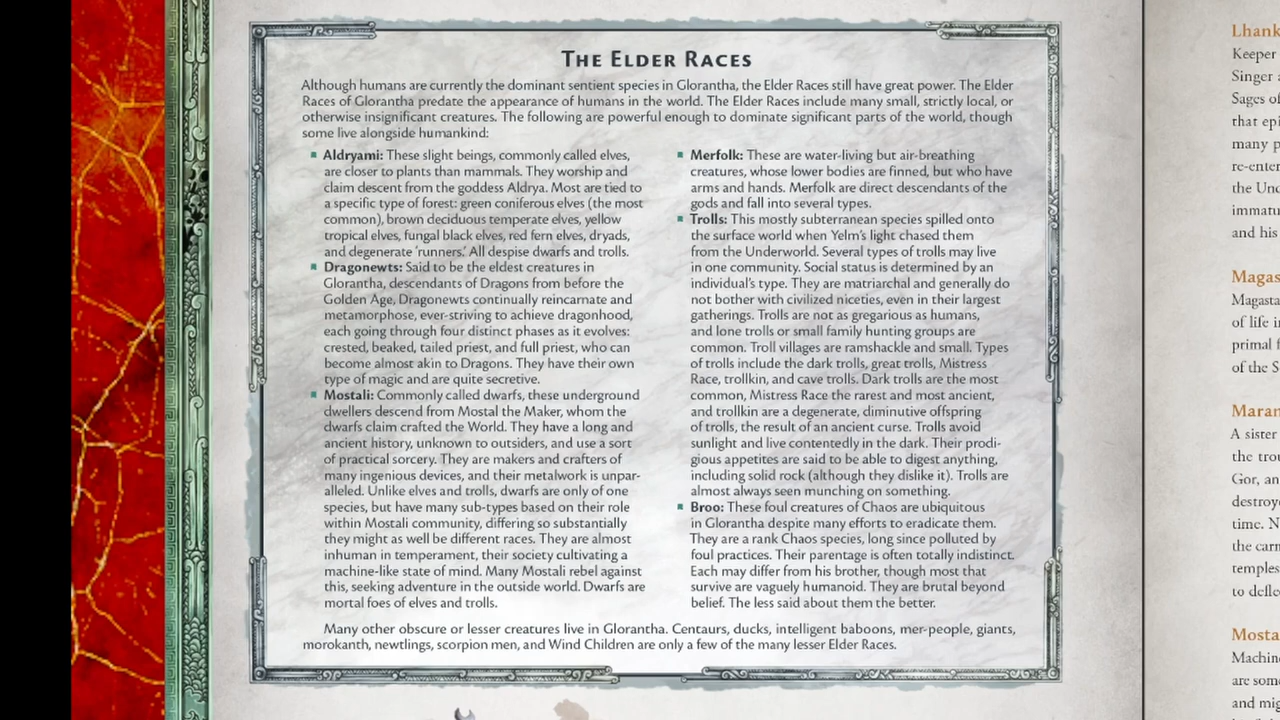 THE ELDER RACES
Although humans are currently the dominant sentient species in Glorantha, the Elder Races still have great power. The Elder
Races of Glorantha predate the appearance of humans in the world. The Elder Races include many small, strictly local, or
otherwise insignificant creatures. The following are powerful enough to dominate significant parts of the world, though
some live alongside humankind:
Aldryami: These slight beings, commonly called elves,
are closer to plants than mammals. They worship and
claim descent from the goddess Aldrya. Most are tied to
a specific type of forest: green coniferous elves (the most
common), brown deciduous temperate elves, yellow
tropical elves, fungal black elves, red fern elves, dryads,
and degenerate 'runners.' All despise dwarfs and trolls.
Dragonewts: Said to be the eldest creatures in
Glorantha, descendants of Dragons from before the
Golden Age, Dragonewts continually reincarnate and
metamorphose, ever-striving to achieve dragonhood,
each going through four distinct phases as it evolves:
crested, beaked, tailed priest, and full priest, who can
become almost akin to Dragons. They have their own
type of magic and are quite secretive.
Mostali: Commonly called dwarfs, these underground
dwellers descend from Mostal the Maker, whom the
dwarfs claim crafted the World. They have a long and
ancient history, unknown to outsiders, and use a sort
of practical sorcery. They are makers and crafters of
many ingenious devices, and their metalwork is unpar-
alleled. Unlike elves and trolls, dwarfs are only of one
species, but have many sub-types based on their role
within Mostali community, differing so substantially
they might as well be different races. They are almost
inhuman in temperament, their society cultivating a
machine-like state of mind. Many Mostali rebel against
this, seeking adventure in the outside world. Dwarfs are
mortal foes of elves and trolls.
Merfolk: These are water-living but air-breathing
creatures, whose lower bodies are finned, but who have
arms and hands. Merfolk are direct descendants of the
gods and fall into several types.
Trolls: This mostly subterranean species spilled onto
the surface world when Yelm's light chased them
from the Underworld. Several types of trolls may live
in one community. Social status is determined by an
individual's type. They are matriarchal and generally do
not bother with civilized niceties, even in their largest
gatherings. Trolls are not as gregarious as humans,
and lone trolls or small family hunting groups are
common. Troll villages are ramshackle and small. Types
of trolls include the dark trolls, great trolls, Mistress
Race, trollkin, and cave trolls. Dark trolls are the most
common, Mistress Race the rarest and most ancient,
and trollkin are a degenerate, diminutive offspring
of trolls, the result of an ancient curse. Trolls avoid
sunlight and live contentedly in the dark. Their prodi-
gious appetites are said to be able to digest anything,
including solid rock (although they dislike it). Trolls are
almost always seen munching on something.
Broo: These foul creatures of Chaos are ubiquitous
in Glorantha despite many efforts to eradicate them.
They are a rank Chaos species, long since polluted by
foul practices. Their parentage is often totally indistinct.
Each may differ from his brother, though most that
survive are vaguely humanoid. They are brutal beyond
belief. The less said about them the better.
Many other obscure or lesser creatures live in Glorantha. Centaurs, ducks, intelligent baboons, mer-people, giants,
morokanth, newtlings, scorpion men, and Wind Children are only a few of the many lesser Elder Races.
Keeper
Singer
Sages of
that
many
the
and his
of life
primal
of the
A sister
the
Gor,
time.
the
temples
are
and